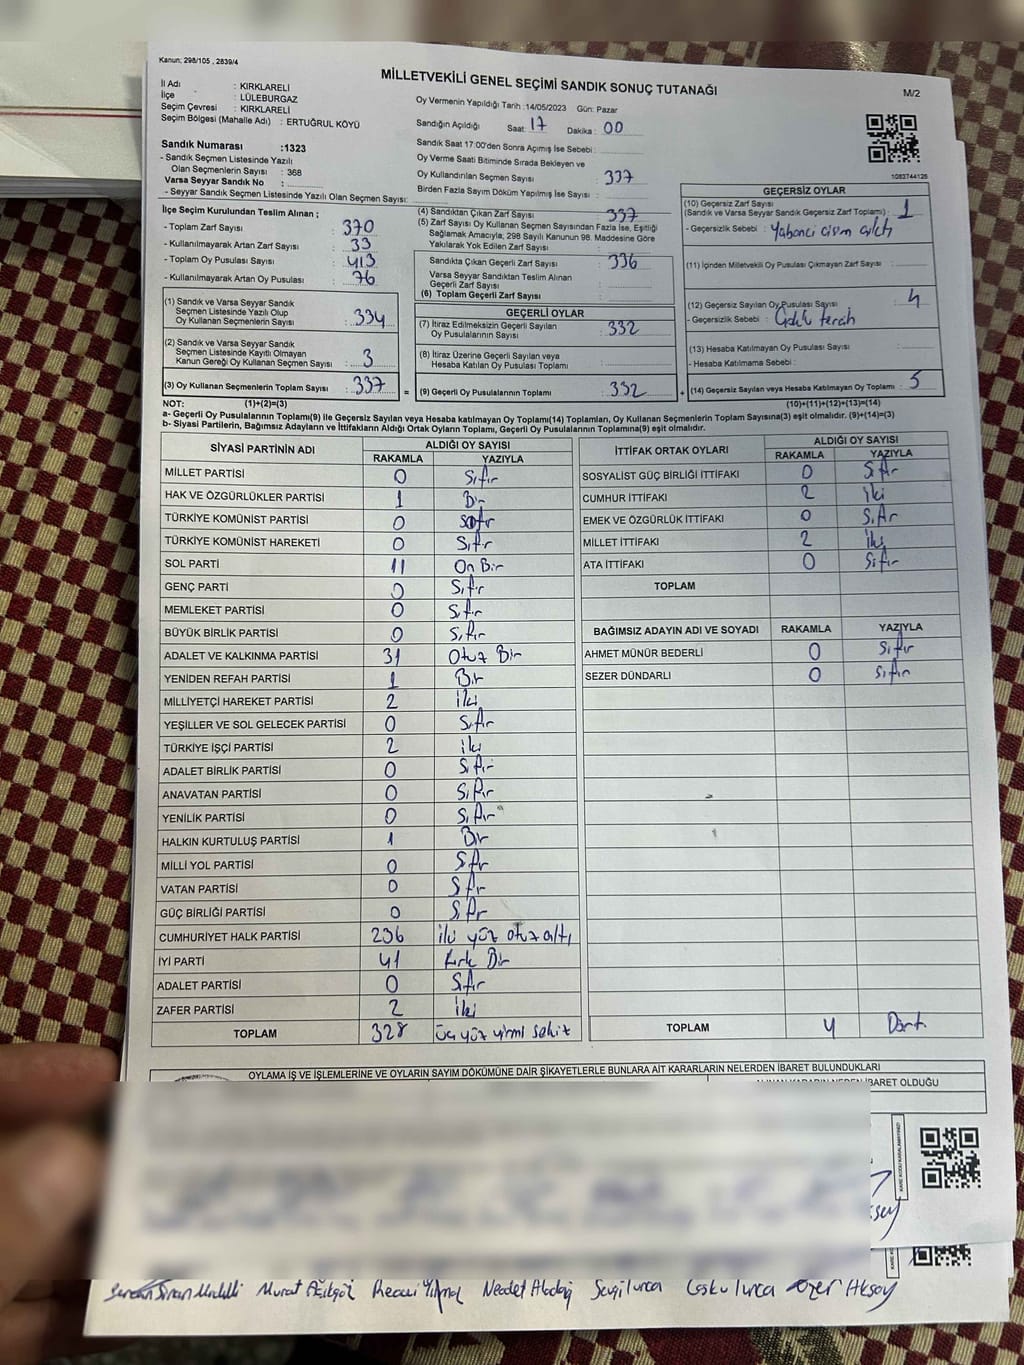 Kanun: 298/105 , 2839/4
MİLLETVEKİLİ GENEL SEÇİMİ SANDIK SONUÇ TUTANAĞI
M/2
İl Adı : KIRKLARELİ
İlçe : LÜLEBURGAZ
Seçim Çevresi : KIRKLARELİ
Seçim Bölgesi (Mahalle Adı) : ERTUĞRUL KÖYÜ
Sandık Numarası :1323
- Sandık Seçmen Listesinde Yazılı
Olan Seçmenlerin Sayısı : 368
Varsa Seyyar Sandık No :
- Seyyar Sandık Seçmen Listesinde Yazılı Olan Seçmen Sayısı:
Oy Vermenin Yapıldığı Tarih :14/05/2023 Gün: Pazar
Sandığın Açıldığı Saat: 17 Dakika : 00
Sandık Saat 17:00'den Sonra Açımış İse Sebebi :
Oy Verme Saati Bitiminde Sırada Bekleyen ve
Oy Kullandırılan Seçmen Sayısı : 337
Birden Fazla Sayım Döküm Yapılmış İse Sayısı :
1083744126
İlçe Seçim Kurulundan Teslim Alınan ;
- Toplam Zarf Sayısı : 370
- Kullanılmayarak Artan Zarf Sayısı : 33
- Toplam Oy Pusulası Sayısı : 413
- Kullanılmayarak Artan Oy Pusulası : 76
(1) Sandık ve Varsa Seyyar Sandık
Seçmen Listesinde Yazılı Olup
Oy Kullanan Seçmenlerin Sayısı : 334
(2) Sandık ve Varsa Seyyar Sandık
Seçmen Listesinde Kayıtlı Olmayan
Kanun Gereği Oy Kullanan Seçmen Sayısı : 3
(3) Oy Kullanan Seçmenlerin Toplam Sayısı : 337 =
(4) Sandıktan Çıkan Zarf Sayısı : 337
(5) Zarf Sayısı Oy Kullanan Seçmen Sayısından Fazla İse, Eşitliği
Sağlamak Amacıyla, 298 Sayılı Kanunun 98. Maddesine Göre
Yakılarak Yok Edilen Zarf Sayısı :
Sandıkta Çıkan Geçerli Zarf Sayısı : 336
Varsa Seyyar Sandıktan Teslim Alınan
Geçerli Zarf Sayısı :
(6) Toplam Geçerli Zarf Sayısı :
GEÇERLİ OYLAR
(7) İtiraz Edilmeksizin Geçerli Sayılan
Oy Pusulalarının Sayısı : 332
(8) İtiraz Üzerine Geçerli Sayılan veya
Hesaba Katılan Oy Pusulası Toplamı :
(9) Geçerli Oy Pusulalarının Toplamı : 332 +
GEÇERSİZ OYLAR
(10) Geçersiz Zarf Sayısı
(Sandık ve Varsa Seyyar Sandık Geçersiz Zarf Toplamı) : 1
- Geçersizlik Sebebi : Yabancı cisim çıktı
(11) İçinden Milletvekili Oy Pusulası Çıkmayan Zarf Sayısı :
(12) Geçersiz Sayılan Oy Pusulası Sayısı : 4
- Geçersizlik Sebebi : Çoklu tercih
(13) Hesaba Katılmayan Oy Pusulası Sayısı :
- Hesaba Katılmama Sebebi :
(14) Geçersiz Sayılan veya Hesaba Katılmayan Oy Toplamı : 5
NOT: (1)+(2)=(3) (10)+(11)+(12)+(13)=(14)
a- Geçerli Oy Pusulalarının Toplamı(9) ile Geçersiz Sayılan veya Hesaba katılmayan Oy Toplamı(14) Toplamları, Oy Kullanan Seçmenlerin Toplam Sayısına(3) eşit olmalıdır. (9)+(14)=(3)
b- Siyasi Partilerin, Bağımsız Adayların ve İttifakların Aldığı Ortak Oyların Toplamı, Geçerli Oy Pusulalarının Toplamına(9) eşit olmalıdır.
SİYASİ PARTİNİN ADI ALDIĞI OY SAYISI
RAKAMLA YAZIYLA
MİLLET PARTİSİ 0 Sıfır
HAK VE ÖZGÜRLÜKLER PARTİSİ 1 Bir
TÜRKİYE KOMÜNİST PARTİSİ 0 Sıfır
TÜRKİYE KOMÜNİST HAREKETİ 0 Sıfır
SOL PARTİ 11 On Bir
GENÇ PARTİ 0 Sıfır
MEMLEKET PARTİSİ 0 Sıfır
BÜYÜK BİRLİK PARTİSİ 0 Sıfır
ADALET VE KALKINMA PARTİSİ 31 Otuz Bir
YENİDEN REFAH PARTİSİ 1 Bir
MİLLİYETÇİ HAREKET PARTİSİ 2 iki
YEŞİLLER VE SOL GELECEK PARTİSİ 0 Sıfır
TÜRKİYE İŞÇİ PARTİSİ 2 iki
ADALET BİRLİK PARTİSİ 0 Sıfır
ANAVATAN PARTİSİ 0 Sıfır
YENİLİK PARTİSİ 0 Sıfır
HALKIN KURTULUŞ PARTİSİ 1 Bir
MİLLİ YOL PARTİSİ 0 Sıfır
VATAN PARTİSİ 0 Sıfır
GÜÇ BİRLİĞİ PARTİSİ 0 Sıfır
CUMHURİYET HALK PARTİSİ 236 iki yüz otuz altı
İYİ PARTİ 41 Kırk Bir
ADALET PARTİSİ 0 Sıfır
ZAFER PARTİSİ 2 iki
TOPLAM 328 üç yüz yirmi sekiz
İTTİFAK ORTAK OYLARI ALDIĞI OY SAYISI
RAKAMLA YAZIYLA
SOSYALİST GÜÇ BİRLİĞİ İTTİFAKI 0 Sıfır
CUMHUR İTTİFAKI 2 iki
EMEK VE ÖZGÜRLÜK İTTİFAKI 0 Sıfır
MİLLET İTTİFAKI 2 iki
ATA İTTİFAKI 0 Sıfır
TOPLAM
BAĞIMSIZ ADAYIN ADI VE SOYADI RAKAMLA YAZIYLA
AHMET MÜNÜR BEDERLİ 0 Sıfır
SEZER DÜNDARLI 0 Sıfır
TOPLAM 4 Dört.
OYLAMA İŞ VE İŞLEMLERİNE VE OYLARIN SAYIM DÖKÜMÜNE DAİR ŞİKAYETLERLE BUNLARA AİT KARARLARIN NELERDEN İBARET BULUNDUKLARI
İBARET OLDUĞU
Murat Açıkgöz Recai Yılmaz Necdet Akdağ Sevgi Lurca Coşku Lurca Özer Aksoy